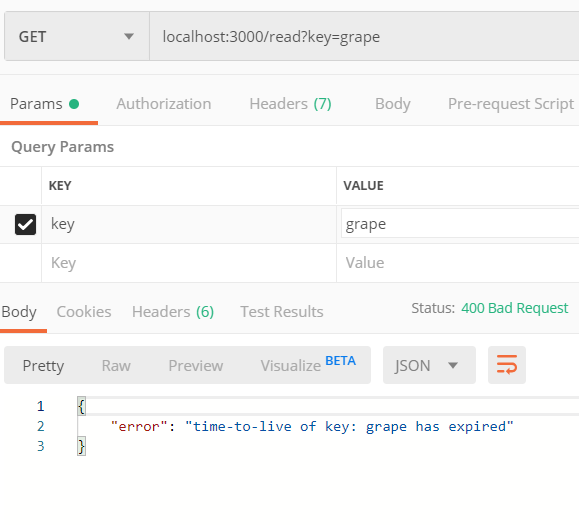 GET localhost:3000/read?key=grape
Params Authorization Headers (7) Body Pre-request Script
Query Params
KEY VALUE
key grape
Key Value
Body Cookies Headers (6) Test Results Status: 400 Bad Request
Pretty Raw Preview Visualize BETA JSON
1 {
2 "error": "time-to-live of key: grape has expired"
3 }